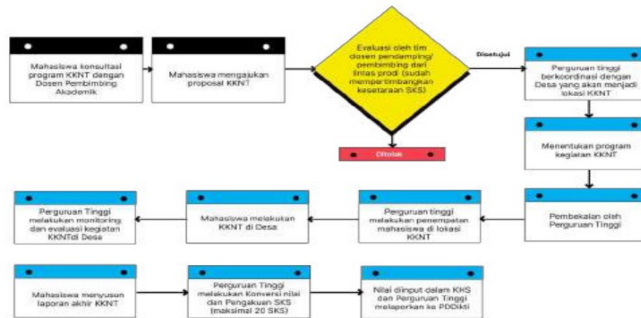 Mahasiswa konsultasi
program KKNT dengan
Dosen Pembimbing
Akademik
Mahasiswa mengajukan
proposal KKNT
Evaluasi oleh tim
dosen pendamping/
pembimbing dari
lintas prodi (sudah
mempertimbangkan
kesetaraan SKS)
Disetujui
Ditolak
Perguruan tinggi
berkoordinasi dengan
Desa yang akan menjadi
lokasi KKNT
Menentukan program
kegiatan KKNT
Pembekalan oleh
Perguruan Tinggi
Perguruan tinggi
melakukan penempatan
mahasiswa di lokasi
KKNT
Mahasiswa melakukan
KKNT di Desa
Perguruan Tinggi
melakukan monitoring
dan evaluasi kegiatan
KKNTdi Desa
Mahasiswa menyusun
laporan akhir KKNT
Perguruan Tinggi
melakukan Konversi nilai
dan Pengakuan SKS
(maksimal 20 SKS)
Nilai diinput dalam KHS
dan Perguruan Tinggi
melaporkan ke PDDikti